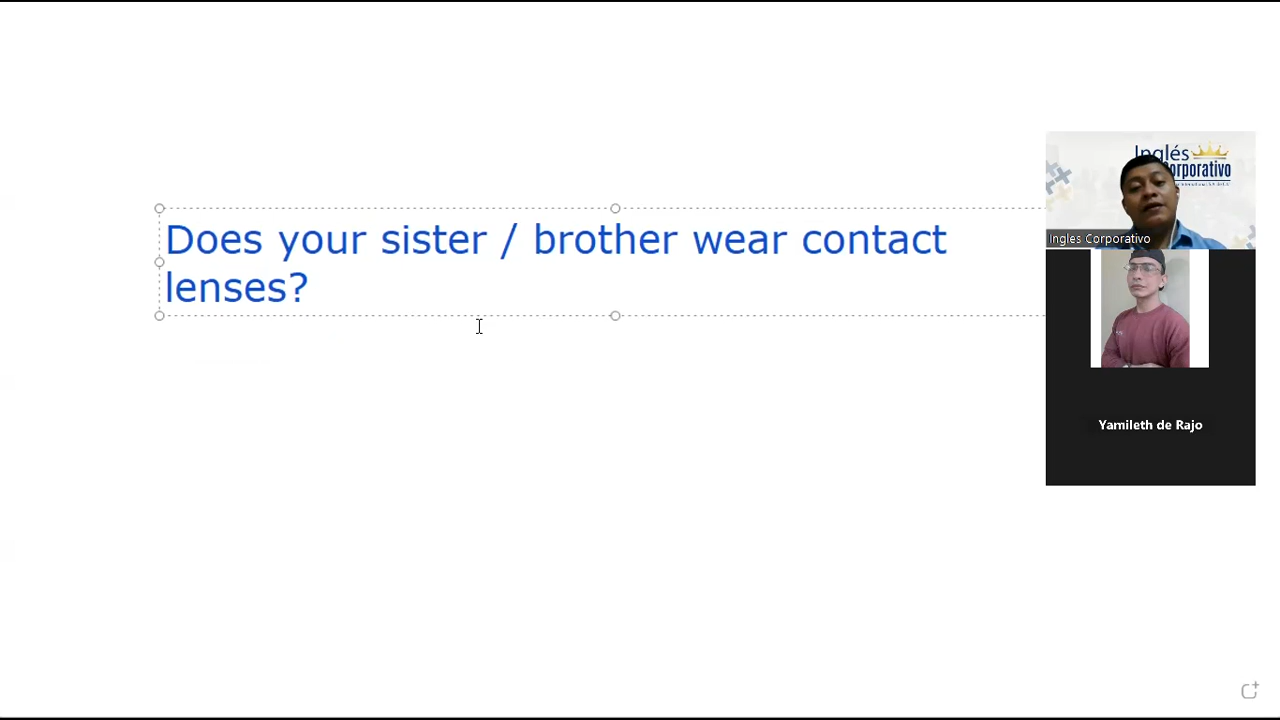 Does your sister / brother wear contact
lenses?
Inglés
Corporativo
Ingles Corporativo
Yamileth de Rajo